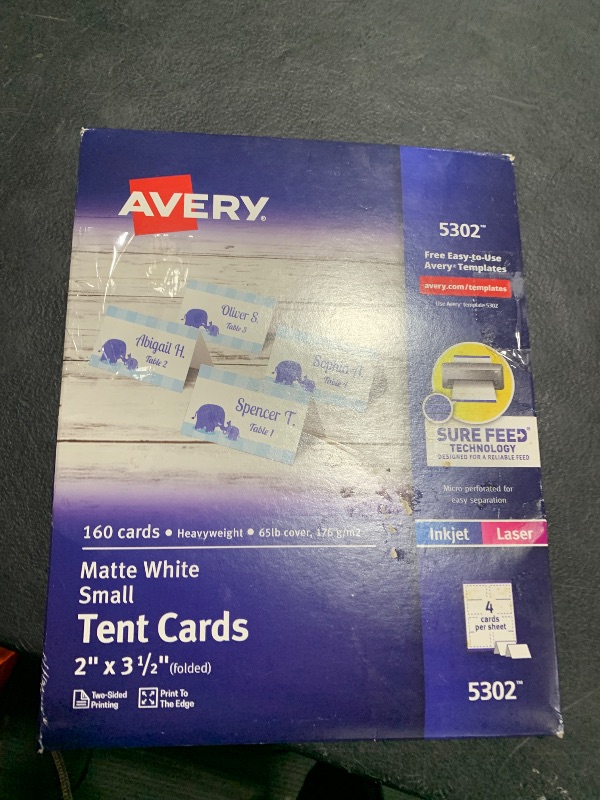 AVERY®
5302™
Free Easy-to-Use
Avery® Templates
avery.com/templates
Use Avery® Template 5302
Oliver S.
Table 3
Abigail H.
Table 2
Sophia H.
Table
Spencer T.
Table 1
SURE FEED™
TECHNOLOGY
DESIGNED FOR A RELIABLE FEED
Micro perforated for
easy separation
160 cards • Heavyweight • 65lb cover, 176 g/m2
Inkjet Laser
Matte White
Small
Tent Cards
2" x 3 1/2" (folded)
4
cards
per sheet
Two-Sided
Printing
Print To
The Edge
5302™